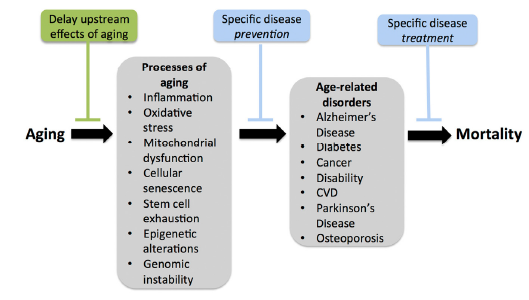 Delay upstream
effects of aging
Specific disease
prevention
Specific disease
treatment
Processes of
aging
• Inflammation
• Oxidative
stress
• Mitochondrial
dysfunction
• Cellular
senescence
• Stem cell
exhaustion
• Epigenetic
alterations
• Genomic
instability
Age-related
disorders
• Alzheimer's
Disease
• Diabetes
• Cancer
• Disability
• CVD
• Parkinson's
Disease
• Osteoporosis
Aging
Mortality